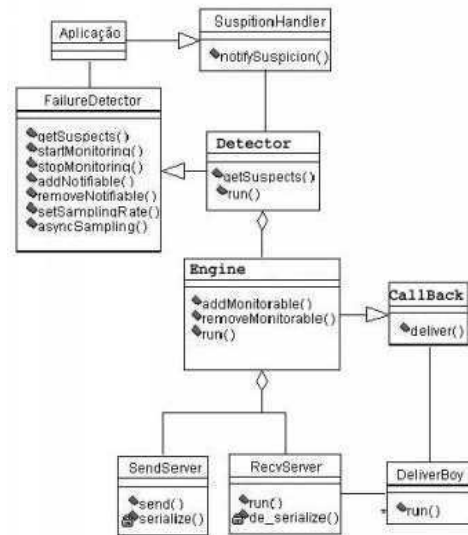 Aplicação
SuspitionHandler
notifySuspicion()
FailureDetector
getSuspects()
startMonitoring()
stopMonitoring()
addNotifiable()
removeNotifiable()
setSamplingRate()
asyncSampling()
Detector
getSuspects()
run()
Engine
addMonitorable()
removeMonitorable()
run()
CallBack
deliver()
SendServer
send()
serialize()
RecvServer
run()
de_serialize()
DeliverBoy
run()